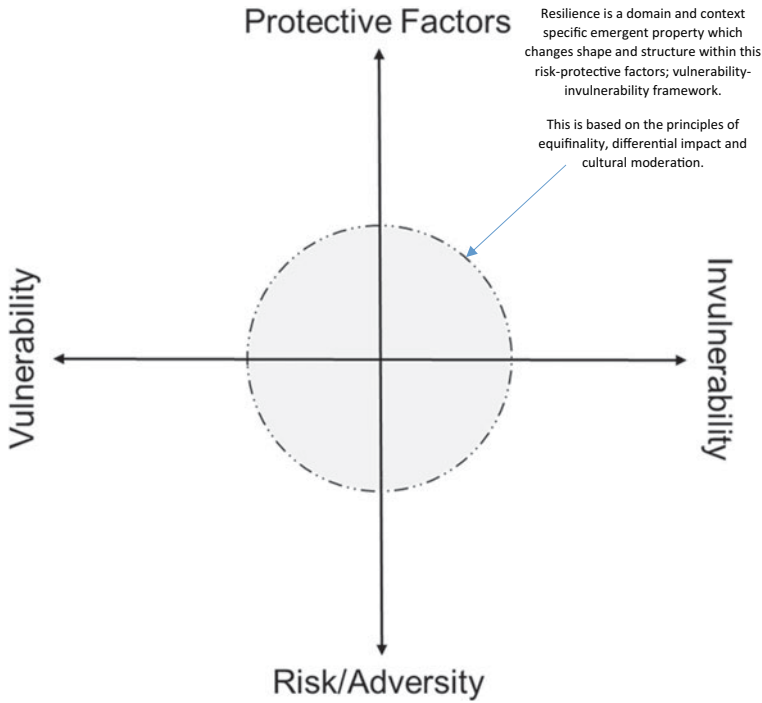 Protective Factors
Resilience is a domain and context
specific emergent property which
changes shape and structure within this
risk-protective factors; vulnerability-
invulnerability framework.
This is based on the principles of
equifinality, differential impact and
cultural moderation.
Vulnerability
Invulnerability
Risk/Adversity